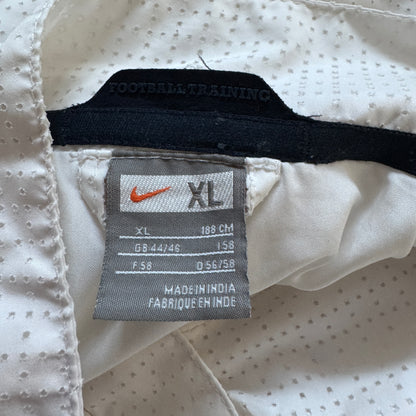 FOOTBALL TRAINING
XL
XL 188 CM
GB 44/46 I 58
F 58 D 56/58
MADE IN INDIA
FABRIQUE EN INDE